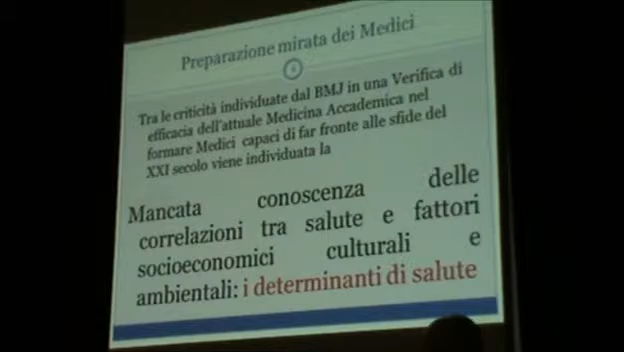 Preparazione mirata dei Medici
Tra le criticità individuate dal BMJ in una Verifica di
efficacia dell'attuale Medicina Accademica nel
formare Medici capaci di far fronte alle sfide del
XXI secolo viene individuata la
Mancata conoscenza delle
correlazioni tra salute e fattori
socioeconomici culturali e
ambientali: i determinanti di salute